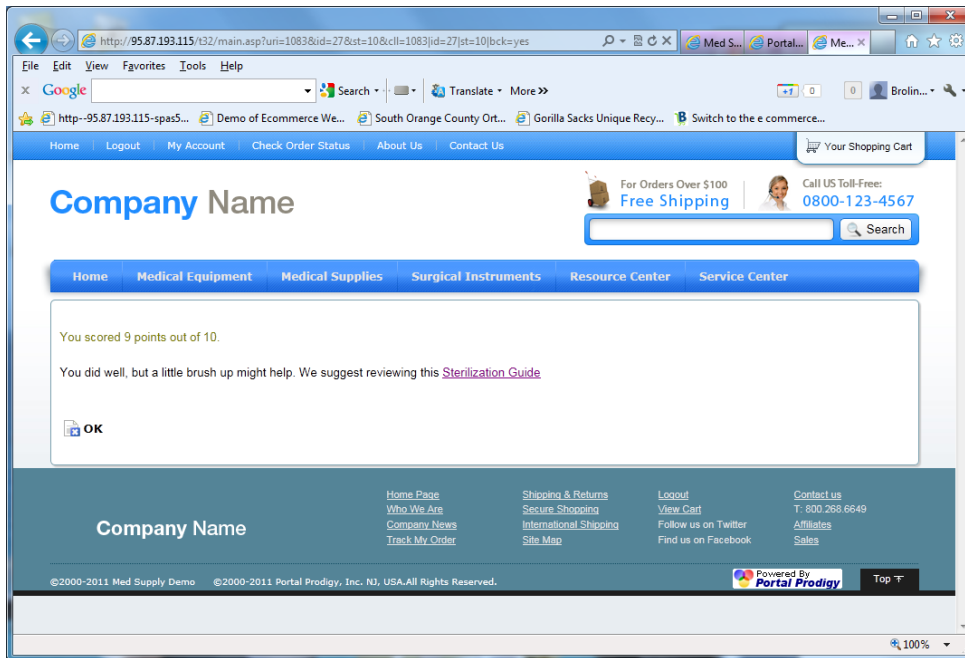 http://95.87.193.115/t32/main.asp?uri=1083&id=27&st=10&cll=1083|id=27|st=10|bck=yes
Med S... Portal... Me...
File Edit View Favorites Tools Help
x Google Search Translate More >>
+1 0 0 Brolin...
http--95.87.193.115-spas5... Demo of Ecommerce We... South Orange County Ort... Gorilla Sacks Unique Recy... Switch to the e commerce...
Home Logout My Account Check Order Status About Us Contact Us Your Shopping Cart
Company Name
For Orders Over $100
Free Shipping
Call US Toll-Free:
0800-123-4567
Search
Home Medical Equipment Medical Supplies Surgical Instruments Resource Center Service Center
You scored 9 points out of 10.
You did well, but a little brush up might help. We suggest reviewing this Sterilization Guide
OK
Company Name
Home Page
Who We Are
Company News
Track My Order
Shipping & Returns
Secure Shopping
International Shipping
Site Map
Logout
View Cart
Follow us on Twitter
Find us on Facebook
Contact us
T: 800.268.6649
Affiliates
Sales
©2000-2011 Med Supply Demo ©2000-2011 Portal Prodigy, Inc. NJ, USA.All Rights Reserved.
Powered By
Portal Prodigy
Top
100%